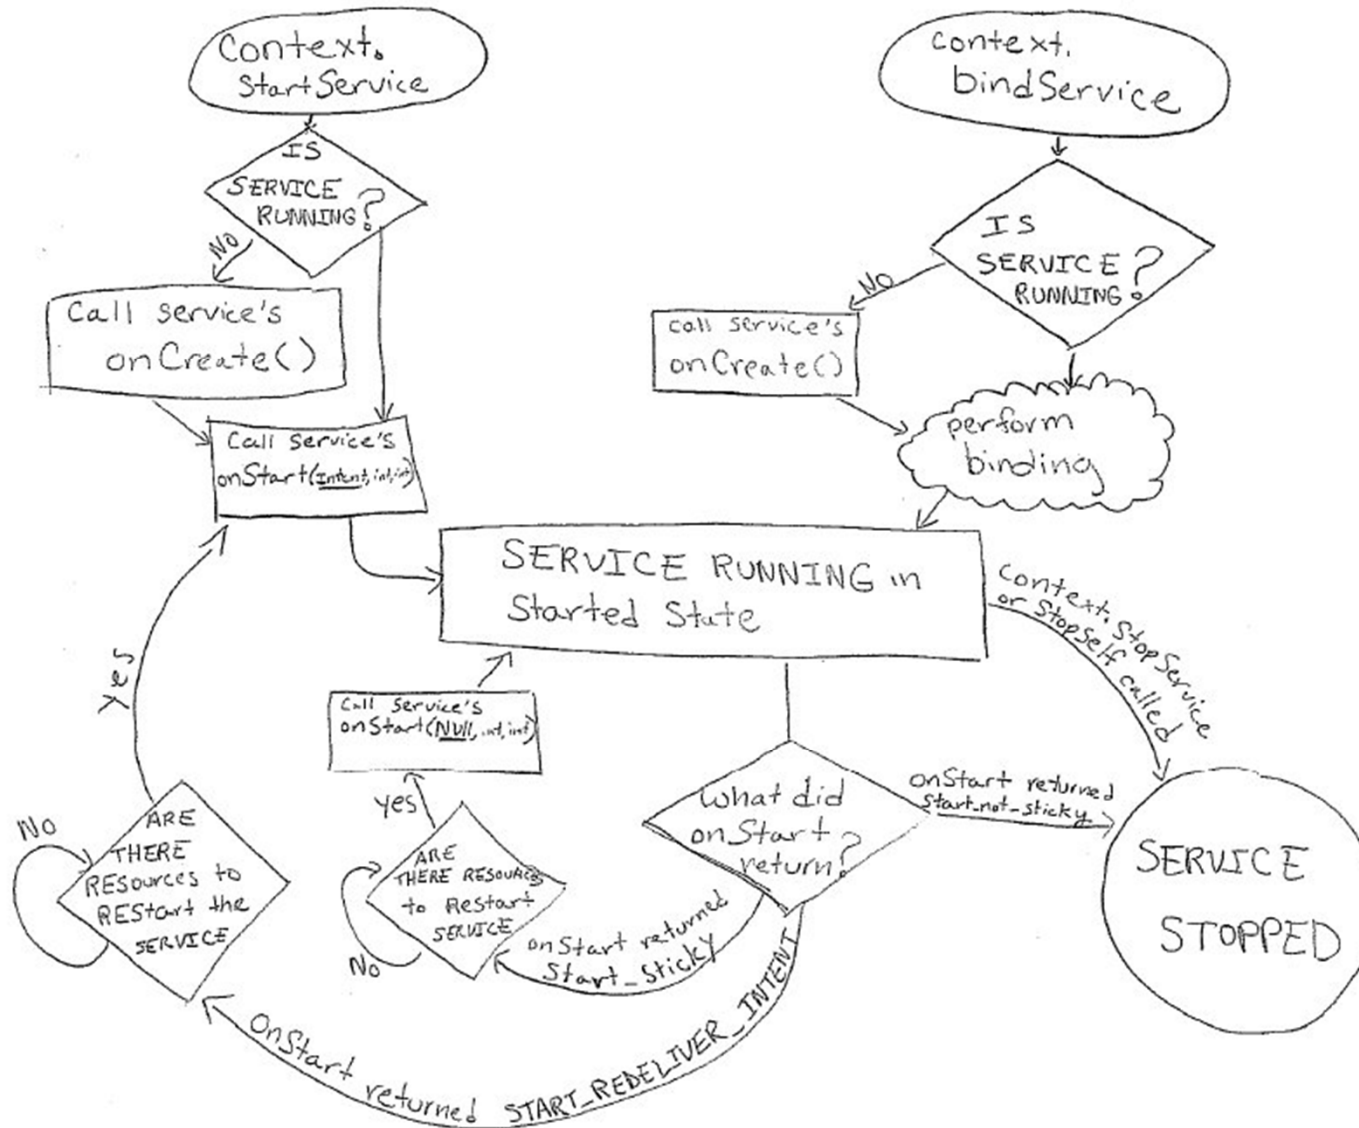 Context.
StartService
IS
SERVICE
RUNNING?
NO
Call service's
onCreate()
Call service's
onStart(Intent,int,int)
context.
bindService
IS
SERVICE
RUNNING?
NO
call service's
onCreate()
perform
binding
SERVICE RUNNING in
Started State
Context.StopService
or StopSelf called
Yes
Call Service's
onStart(NUll,int,int)
yes
What did
onStart
return?
onStart returned
Start_not_sticky
SERVICE
STOPPED
No
ARE
THERE
RESources to
REStart the
SERVICE
ARE
THERE RESources
to Restart
SERVICE
No
onStart returned
Start_Sticky
OnStart returned START_REDELIVER_INTENT